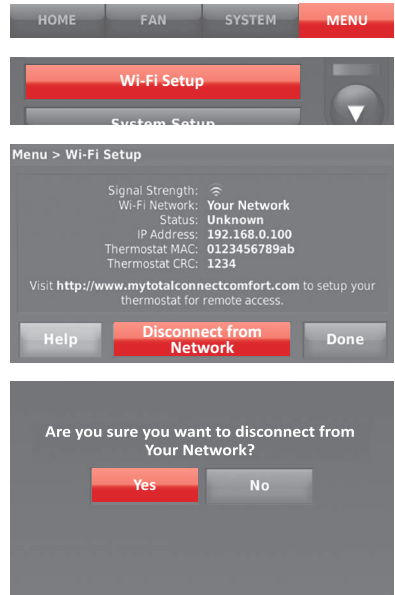 HOME FAN SYSTEM MENU
Wi-Fi Setup
System Setup
Menu > Wi-Fi Setup
Signal Strength:
Wi-Fi Network: Your Network
Status: Unknown
IP Address: 192.168.0.100
Thermostat MAC: 0123456789ab
Thermostat CRC: 1234
Visit http://www.mytotalconnectcomfort.com to setup your
thermostat for remote access.
Help
Disconnect from
Network
Done
Are you sure you want to disconnect from
Your Network?
Yes No